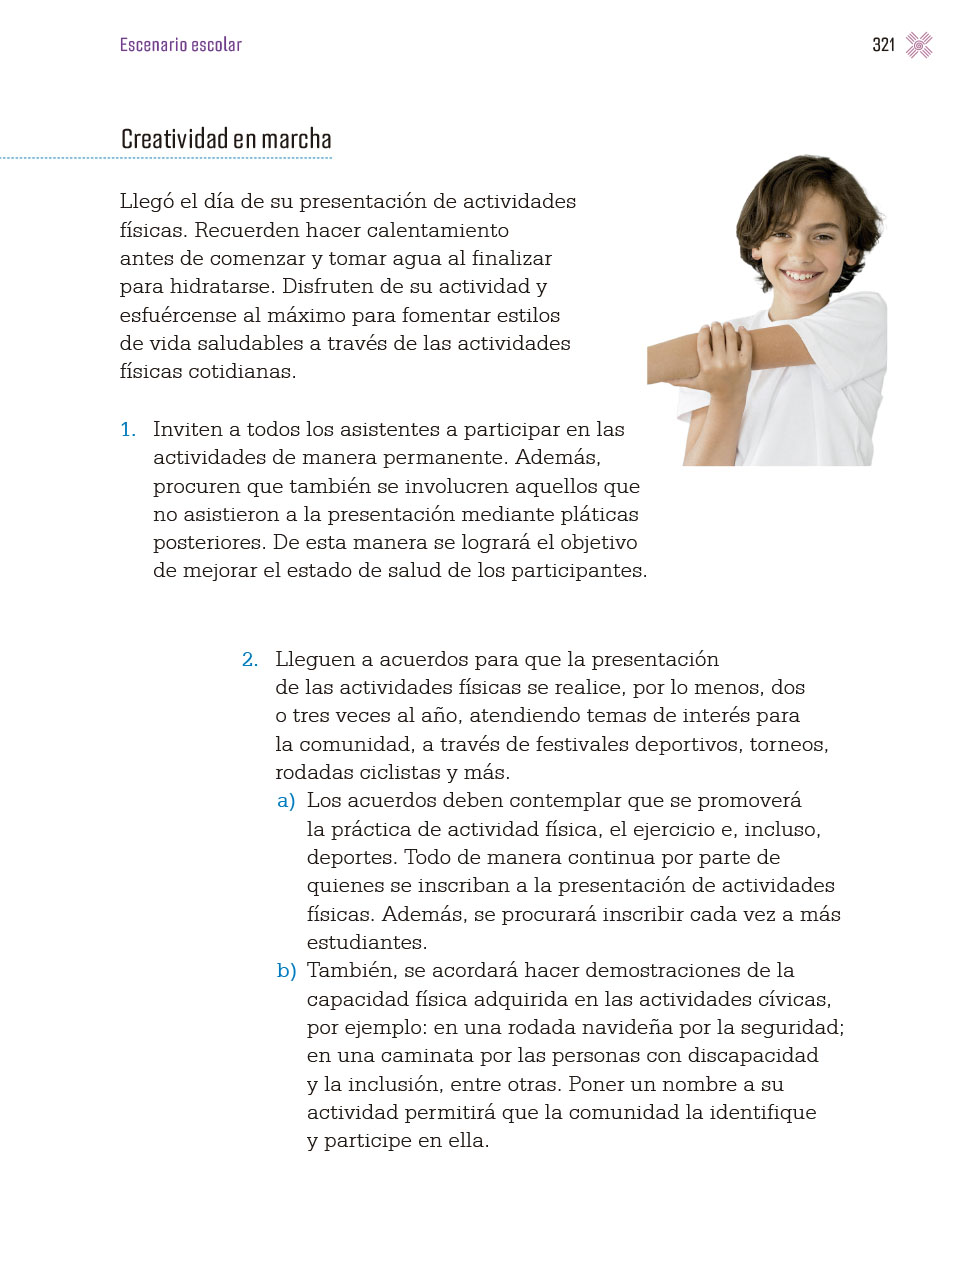 Escenario escolar
321
Creatividad en marcha
Llegó el día de su presentación de actividades
físicas. Recuerden hacer calentamiento
antes de comenzar y tomar agua al finalizar
para hidratarse. Disfruten de su actividad y
esfuércense al máximo para fomentar estilos
de vida saludables a través de las actividades
físicas cotidianas.
1. Inviten a todos los asistentes a participar en las
actividades de manera permanente. Además,
procuren que también se involucren aquellos que
no asistieron a la presentación mediante pláticas
posteriores. De esta manera se logrará el objetivo
de mejorar el estado de salud de los participantes.
2. Lleguen a acuerdos para que la presentación
de las actividades físicas se realice, por lo menos, dos
o tres veces al año, atendiendo temas de interés para
la comunidad, a través de festivales deportivos, torneos,
rodadas ciclistas y más.
a) Los acuerdos deben contemplar que se promoverá
la práctica de actividad física, el ejercicio e, incluso,
deportes. Todo de manera continua por parte de
quienes se inscriban a la presentación de actividades
físicas. Además, se procurará inscribir cada vez a más
estudiantes.
b) También, se acordará hacer demostraciones de la
capacidad física adquirida en las actividades cívicas,
por ejemplo: en una rodada navideña por la seguridad;
en una caminata por las personas con discapacidad
y la inclusión, entre otras. Poner un nombre a su
actividad permitirá que la comunidad la identifique
y participe en ella.